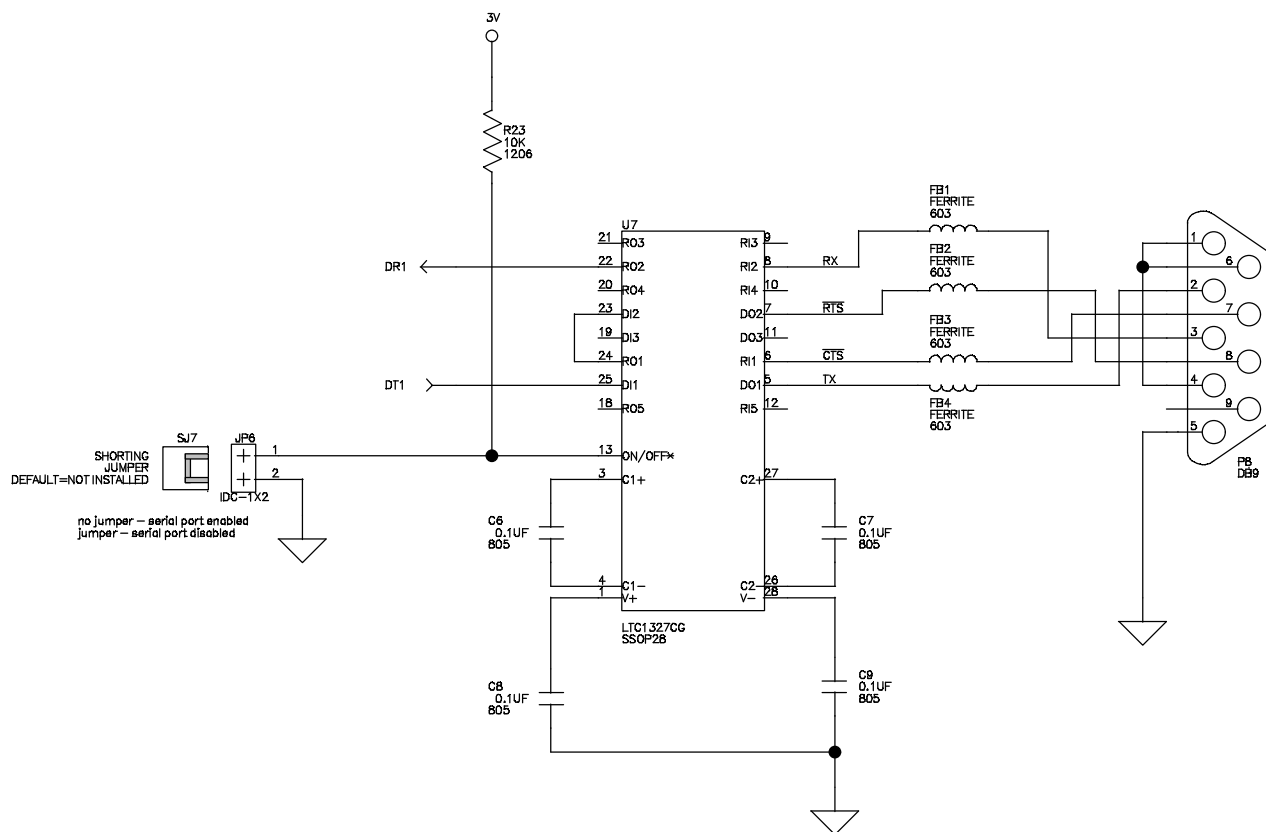 3V
R23
10K
1206
U7
21 RO3
22 RO2
20 RO4
23 DI2
19 DI3
24 RO1
25 DI1
18 RO5
13 ON/OFF*
3 C1+
4 C1-
1 V+
RI3 9
RI2 8
RI4 10
DO2 7
DO3 11
RI1 6
DO1 5
RI5 12
C2+ 27
C2- 26
V- 28
LTC1327CG
SSOP28
DR1
DT1
RX
RTS
CTS
TX
FB1
FERRITE
603
FB2
FERRITE
603
FB3
FERRITE
603
FB4
FERRITE
603
1
6
2
7
3
8
4
9
5
P8
DB9
SJ7
JP6
1
2
SHORTING
JUMPER
DEFAULT=NOT INSTALLED
IDC-1X2
no jumper – serial port enabled
jumper – serial port disabled
C6
0.1UF
805
C7
0.1UF
805
C8
0.1UF
805
C9
0.1UF
805